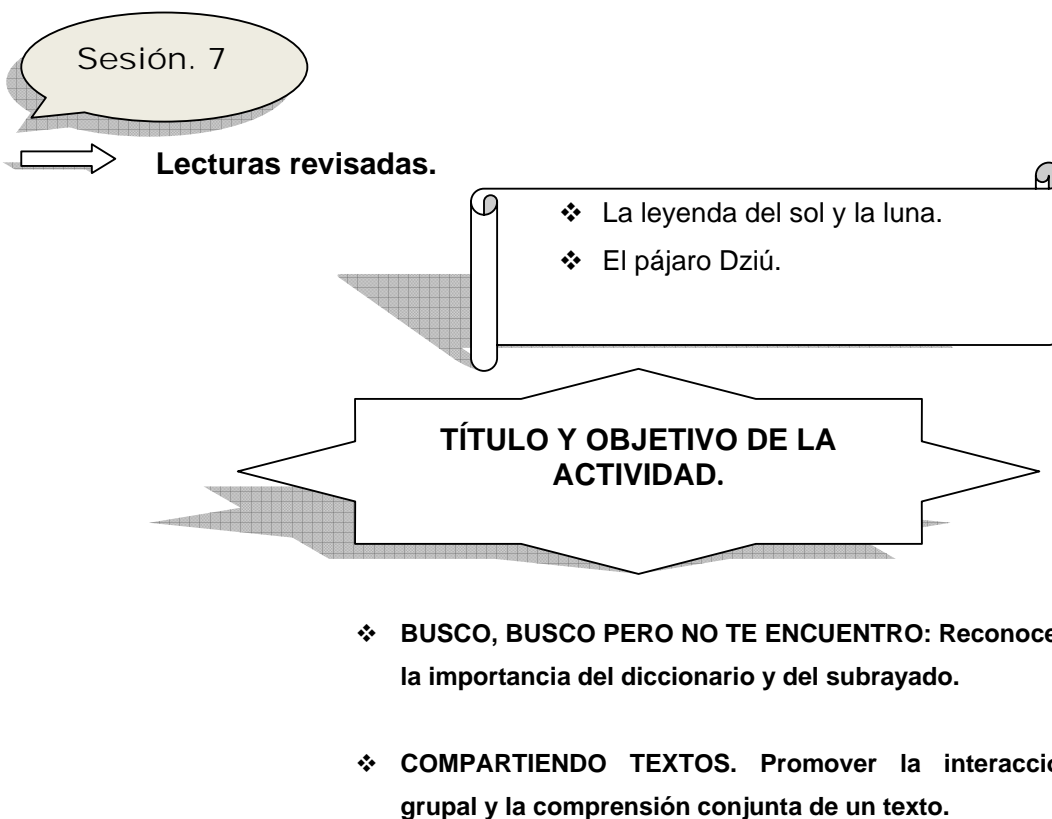 Sesión. 7
Lecturas revisadas.
❖ La leyenda del sol y la luna.
❖ El pájaro Dziú.
TÍTULO Y OBJETIVO DE LA
ACTIVIDAD.
❖ BUSCO, BUSCO PERO NO TE ENCUENTRO: Reconoce
la importancia del diccionario y del subrayado.
❖ COMPARTIENDO TEXTOS. Promover la interacció
grupal y la comprensión conjunta de un texto.